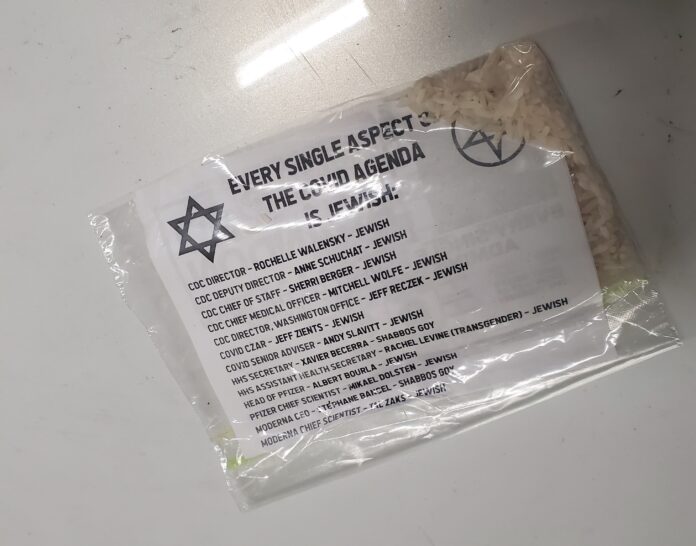 EVERY SINGLE ASPECT
THE COVID AGENDA
IS JEWISH:
CDC DIRECTOR - ROCHELLE WALENSKY - JEWISH
CDC DEPUTY DIRECTOR - ANNE SCHUCHAT - JEWISH
CDC CHIEF OF STAFF - SHERRI BERGER - JEWISH
CDC CHIEF MEDICAL OFFICER - MITCHELL WOLFE - JEWISH
CDC DIRECTOR, WASHINGTON OFFICE - JEFF RECZEK - JEWISH
COVID CZAR - JEFF ZIENTS - JEWISH
COVID SENIOR ADVISER - ANDY SLAVITT - JEWISH
HHS SECRETARY - XAVIER BECERRA - SHABBOS GOY
HHS ASSISTANT HEALTH SECRETARY - RACHEL LEVINE (TRANSGENDER) - JEWISH
HEAD OF PFIZER - ALBERT BOURLA - JEWISH
PFIZER CHIEF SCIENTIST - MIKAEL DOLSTEN - JEWISH
MODERNA CEO - STEPHANE BANCEL - SHABBOS GOY
MODERNA CHIEF SCIENTIST - TAL ZAKS - JEWISH